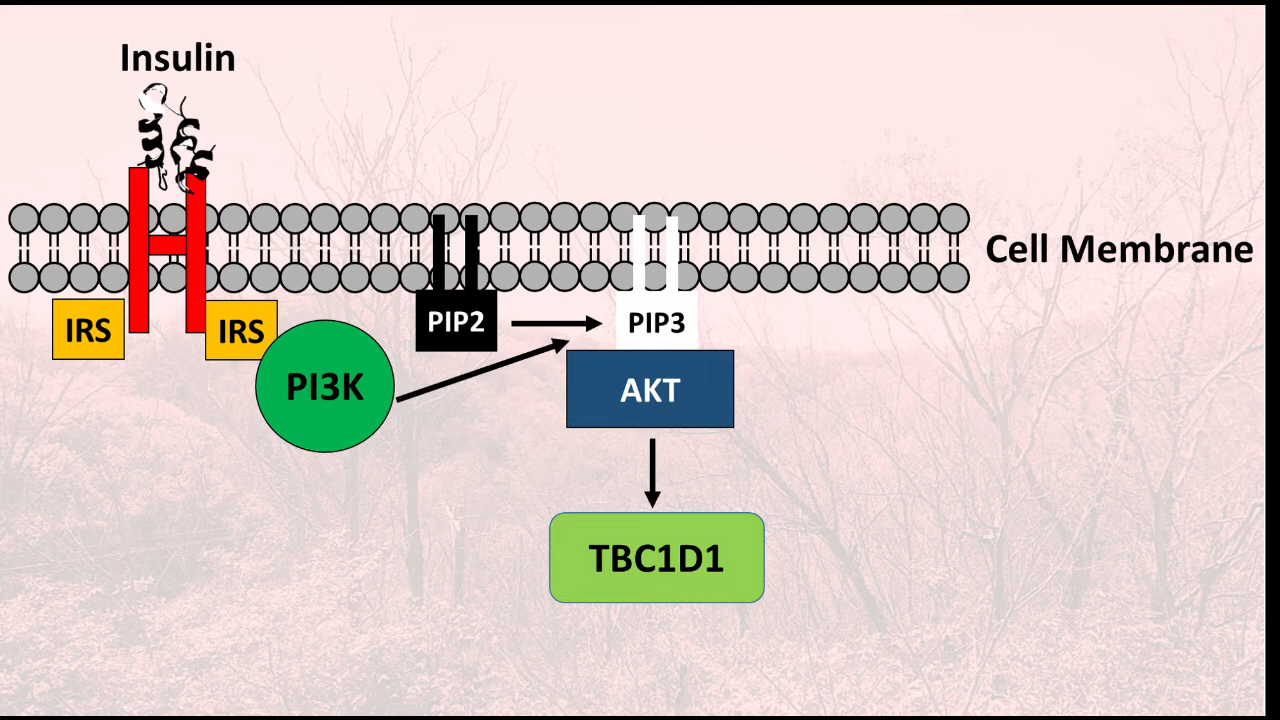 Insulin
Cell Membrane
IRS
IRS
PIP2
PIP3
PI3K
AKT
TBC1D1